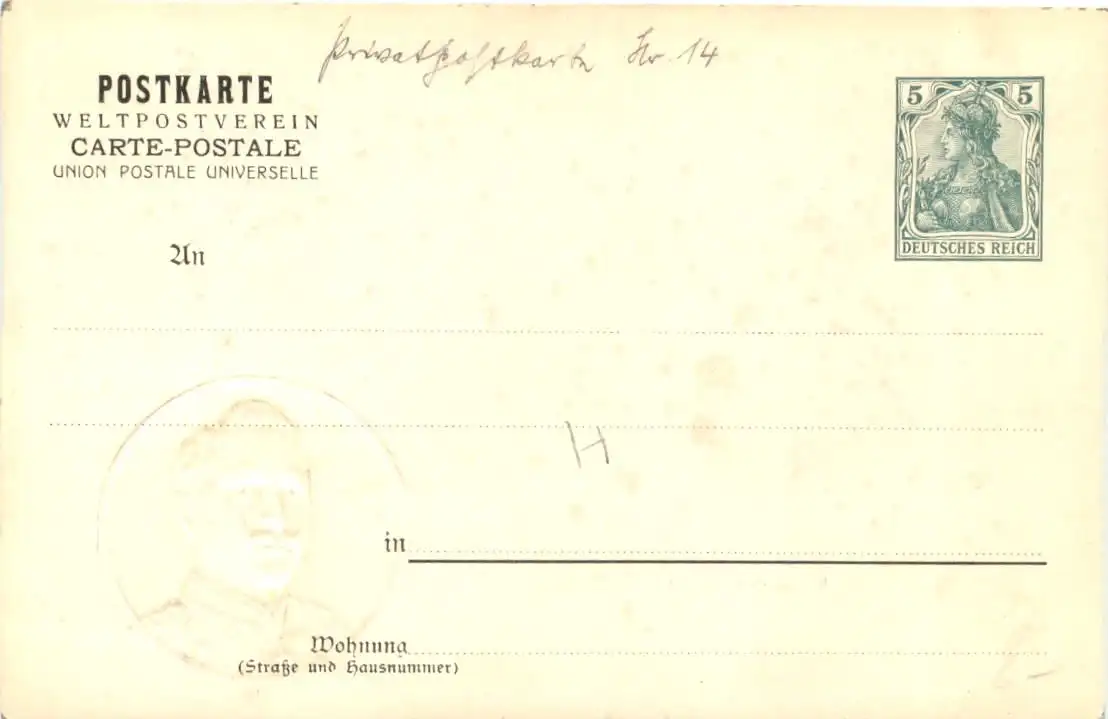 Privatpostkarte Nr. 14
POSTKARTE
WELTPOSTVEREIN
CARTE-POSTALE
UNION POSTALE UNIVERSELLE
5 5
DEUTSCHES REICH
An
H
in
Wohnung
(Straße und Hausnummer)